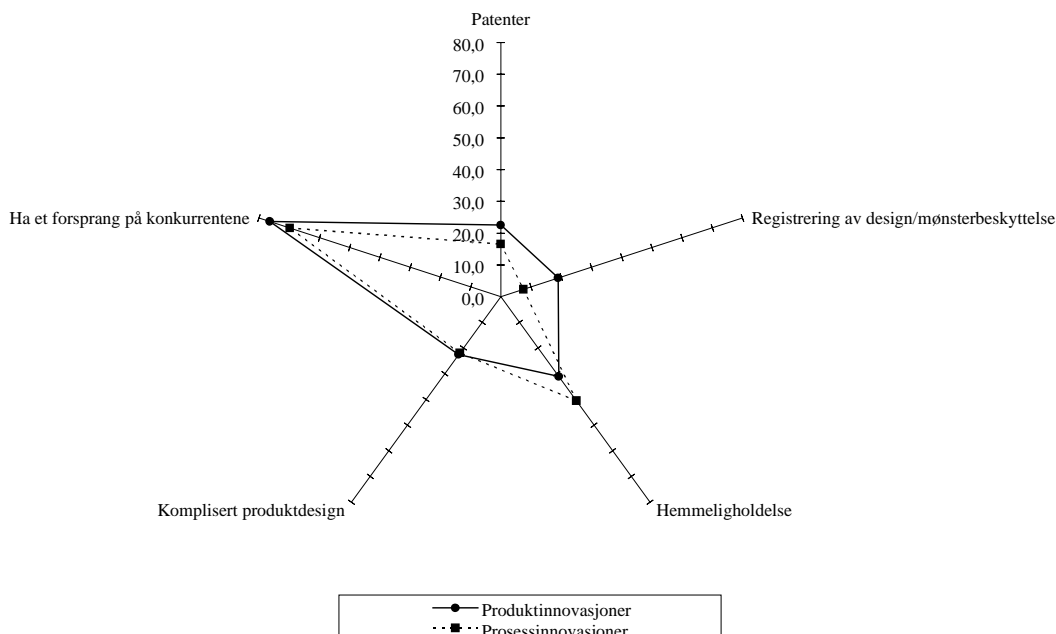 Patenter
80,0
70,0
60,0
50,0
40,0
30,0
20,0
10,0
0,0
Ha et forsprang på konkurrentene
Registrering av design/mønsterbeskyttelse
Komplisert produktdesign
Hemmeligholdelse
Produktinnovasjoner
Prosessinnovasjoner